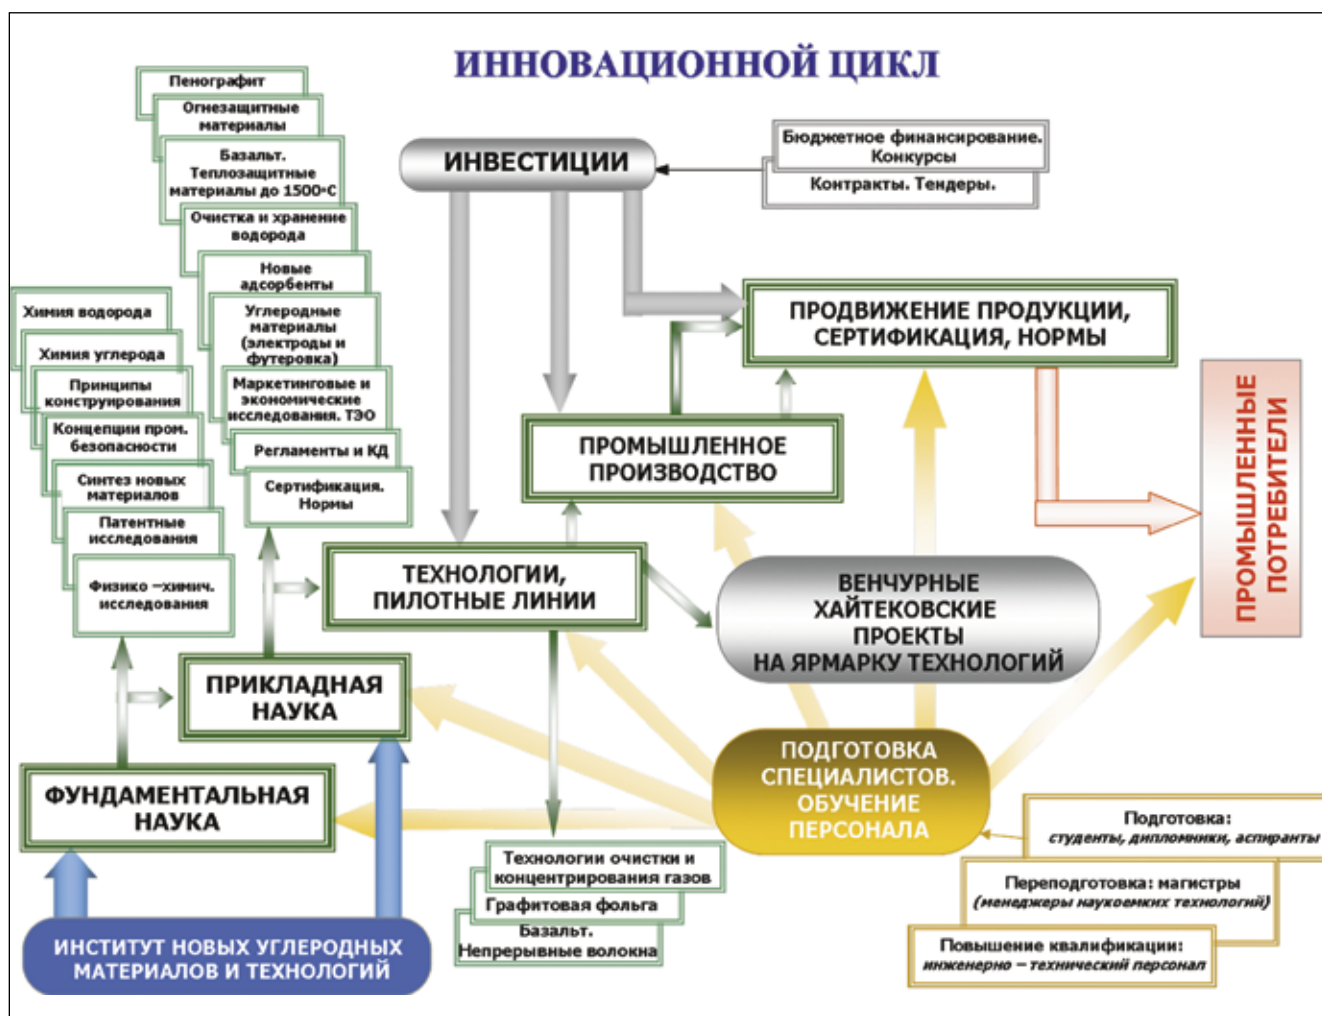 ИННОВАЦИОННОЙ ЦИКЛ
Пенографит
Огнезащитные
материалы
Базальт.
Теплозащитные
материалы до 1500°С
Очистка и хранение
водорода
Новые
адсорбенты
Углеродные
материалы
(электроды и
футеровка)
Маркетинговые и
экономические
исследования. ТЭО
Регламенты и КД
Сертификация.
Нормы
Химия водорода
Химия углерода
Принципы
конструирования
Концепции пром.
безопасности
Синтез новых
материалов
Патентные
исследования
Физико –химич.
исследования
ИНВЕСТИЦИИ
Бюджетное финансирование.
Конкурсы
Контракты. Тендеры.
ПРОДВИЖЕНИЕ ПРОДУКЦИИ,
СЕРТИФИКАЦИЯ, НОРМЫ
ПРОМЫШЛЕННОЕ
ПРОИЗВОДСТВО
ПРОМЫШЛЕННЫЕ
ПОТРЕБИТЕЛИ
ТЕХНОЛОГИИ,
ПИЛОТНЫЕ ЛИНИИ
ВЕНЧУРНЫЕ
ХАЙТЕКОВСКИЕ
ПРОЕКТЫ
НА ЯРМАРКУ ТЕХНОЛОГИЙ
ПРИКЛАДНАЯ
НАУКА
ФУНДАМЕНТАЛЬНАЯ
НАУКА
ПОДГОТОВКА
СПЕЦИАЛИСТОВ.
ОБУЧЕНИЕ
ПЕРСОНАЛА
Подготовка:
студенты, дипломники, аспиранты
Переподготовка: магистры
(менеджеры наукоемких технологий)
Повышение квалификации:
инженерно – технический персонал
Технологии очистки и
концентрирования газов
Графитовая фольга
Базальт.
Непрерывные волокна
ИНСТИТУТ НОВЫХ УГЛЕРОДНЫХ
МАТЕРИАЛОВ И ТЕХНОЛОГИЙ